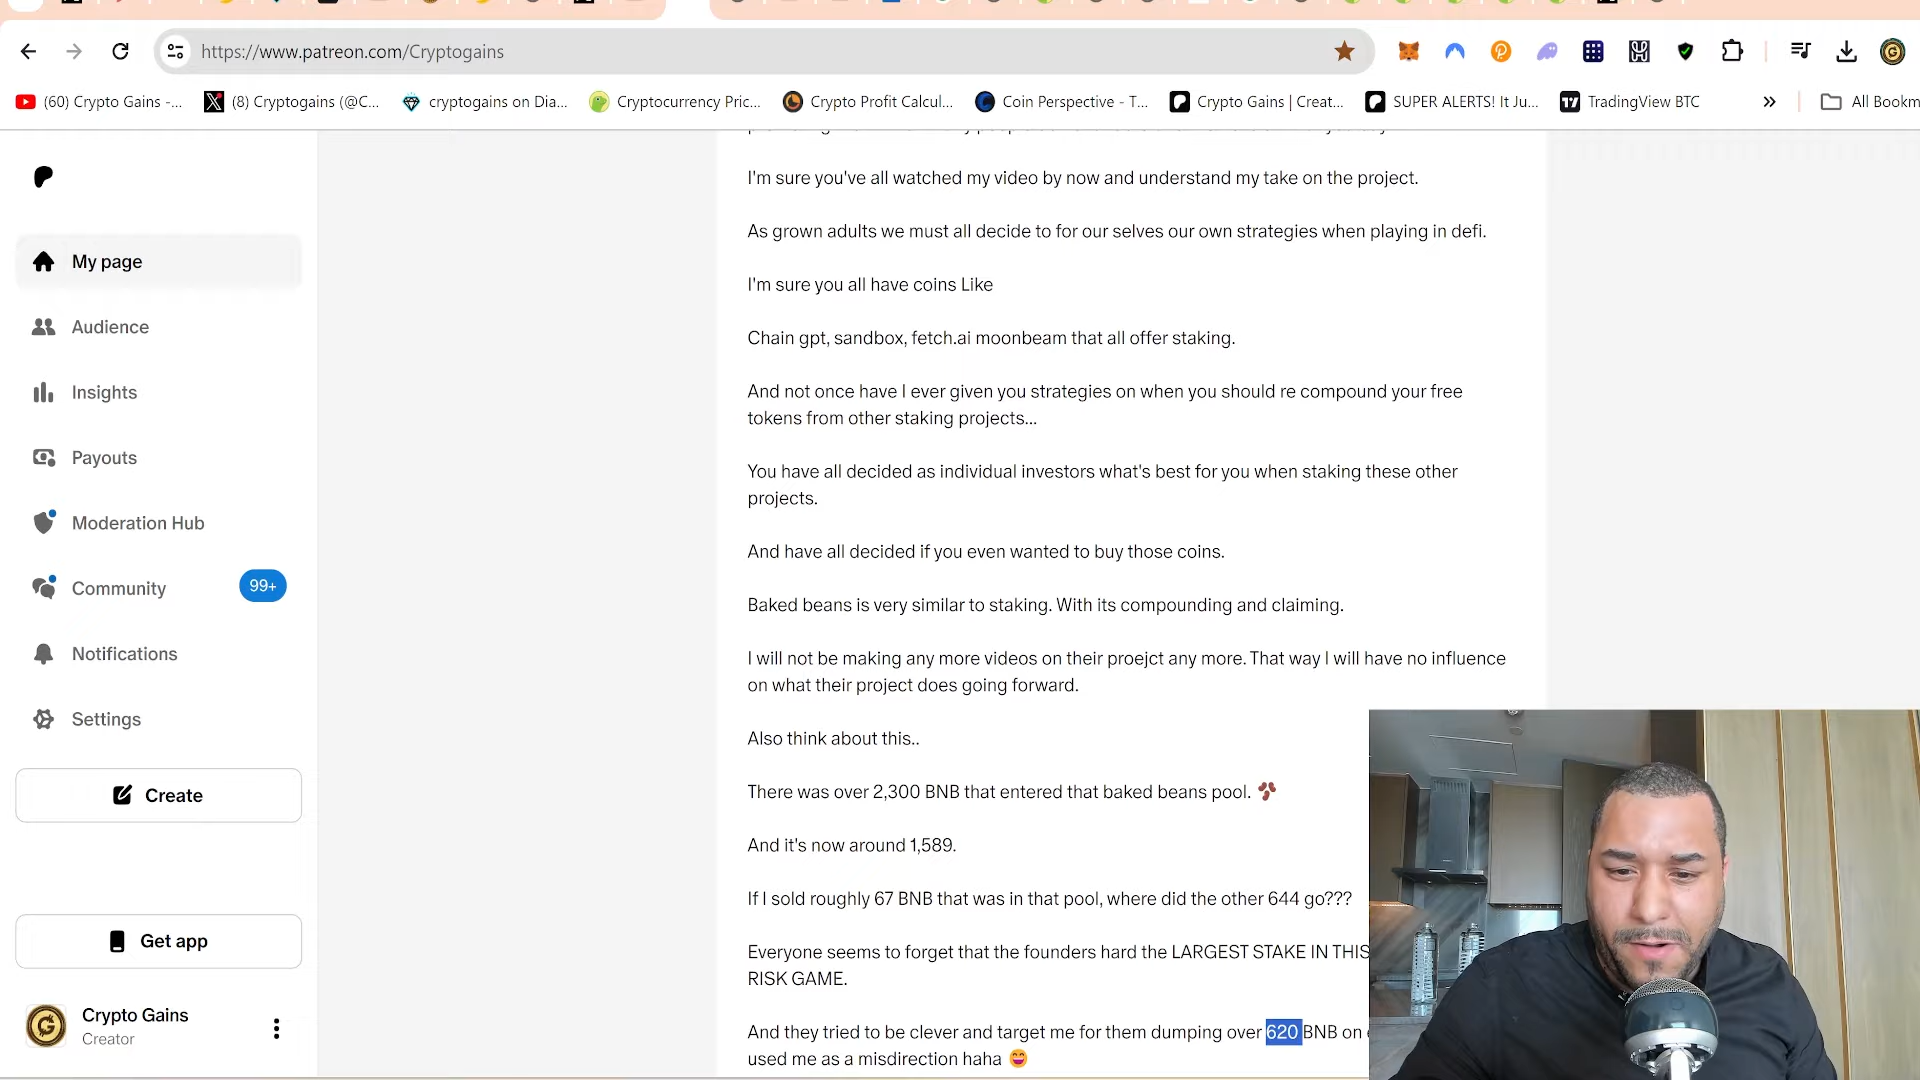 https://www.patreon.com/Cryptogains
(60) Crypto Gains -...
(8) Cryptogains (@C...
cryptogains on Dia...
Cryptocurrency Pric...
Crypto Profit Calcul...
Coin Perspective - T...
Crypto Gains | Creat...
SUPER ALERTS! It Ju...
TradingView BTC
All Bookm
My page
Audience
Insights
Payouts
Moderation Hub
Community
99+
Notifications
Settings
Create
Get app
Crypto Gains
Creator
I'm sure you've all watched my video by now and understand my take on the project.
As grown adults we must all decide to for our selves our own strategies when playing in defi.
I'm sure you all have coins Like
Chain gpt, sandbox, fetch.ai moonbeam that all offer staking.
And not once have I ever given you strategies on when you should re compound your free
tokens from other staking projects...
You have all decided as individual investors what's best for you when staking these other
projects.
And have all decided if you even wanted to buy those coins.
Baked beans is very similar to staking. With its compounding and claiming.
I will not be making any more videos on their proejct any more. That way I will have no influence
on what their project does going forward.
Also think about this..
There was over 2,300 BNB that entered that baked beans pool.
And it's now around 1,589.
If I sold roughly 67 BNB that was in that pool, where did the other 644 go???
Everyone seems to forget that the founders hard the LARGEST STAKE IN THIS
RISK GAME.
And they tried to be clever and target me for them dumping over 620 BNB on
used me as a misdirection haha 😄